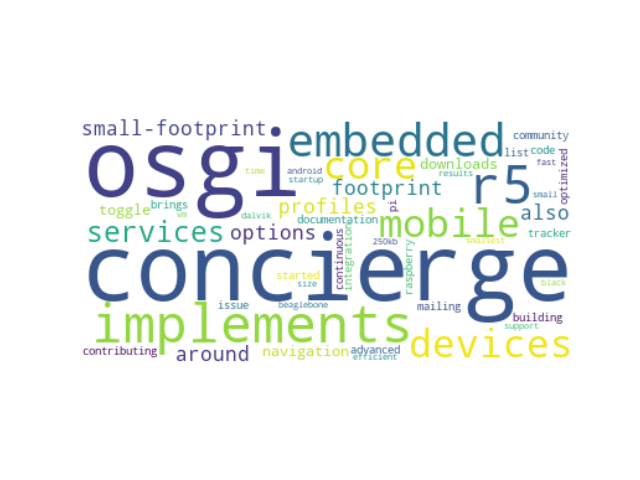 small-footprint embedded community
osgi core downloads list code fast
time android startup results r5 small optimized
toggle brings vm dalvik profiles footprint pi also
services options documentation mobile tracker
concierge continuous integration 250kb raspberry smallest
started size black
issue beaglebone mailing building
implements support
contributing around navigation advanced efficient devices